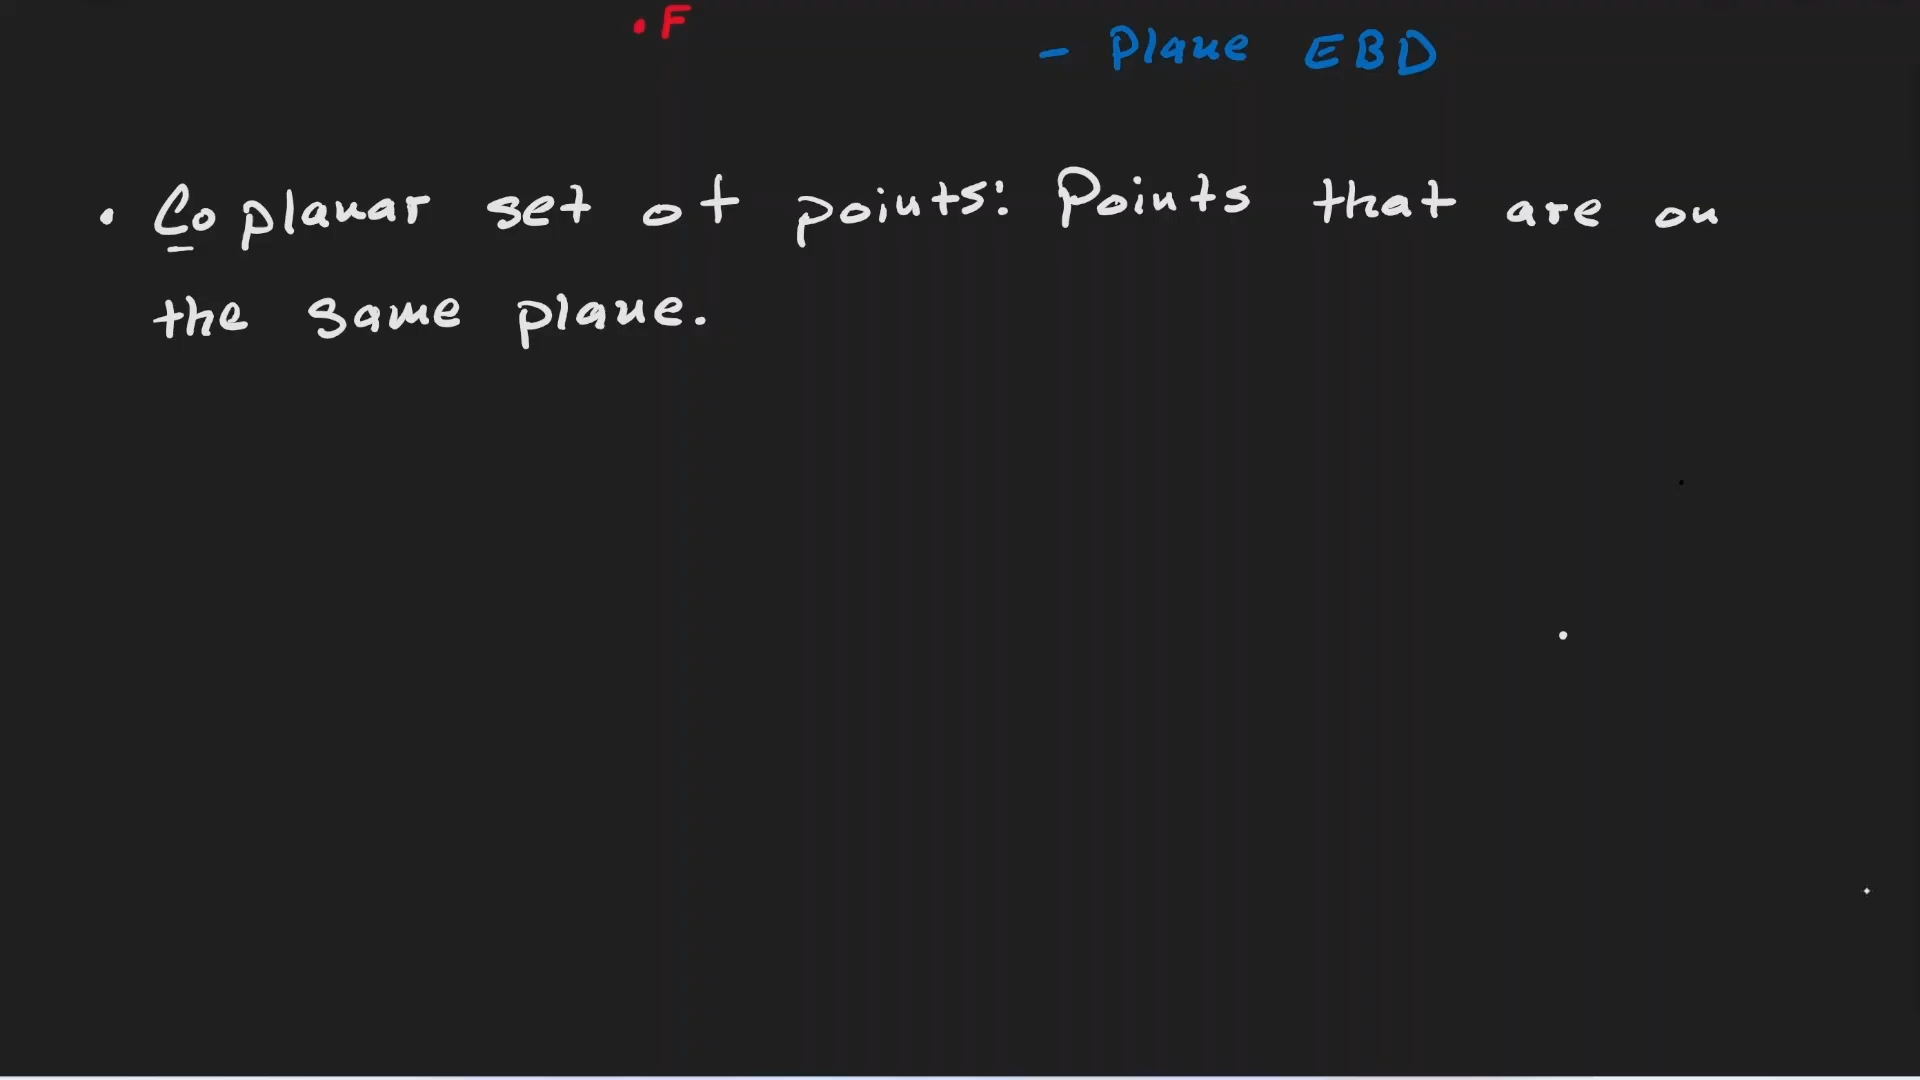 • F
- Plane EBD
• Coplanar set of points: Points that are on
the same plane.